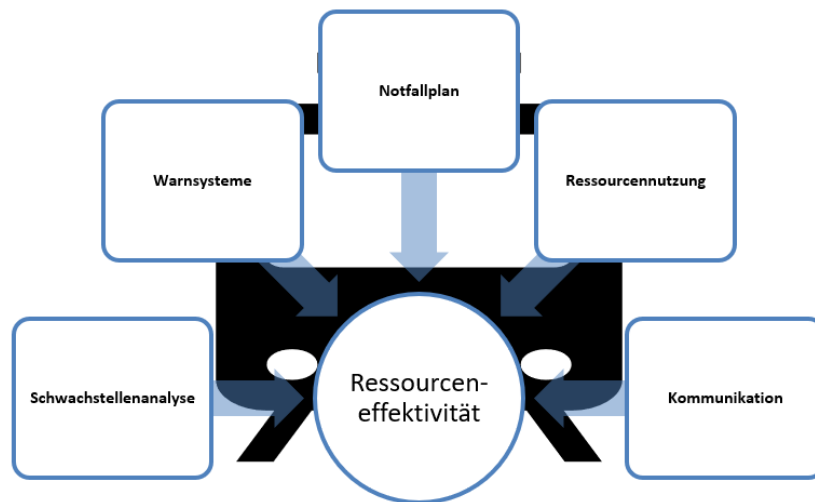 Notfallplan
Warnsysteme
Ressourcennutzung
Schwachstellenanalyse
Ressourcen-
effektivität
Kommunikation